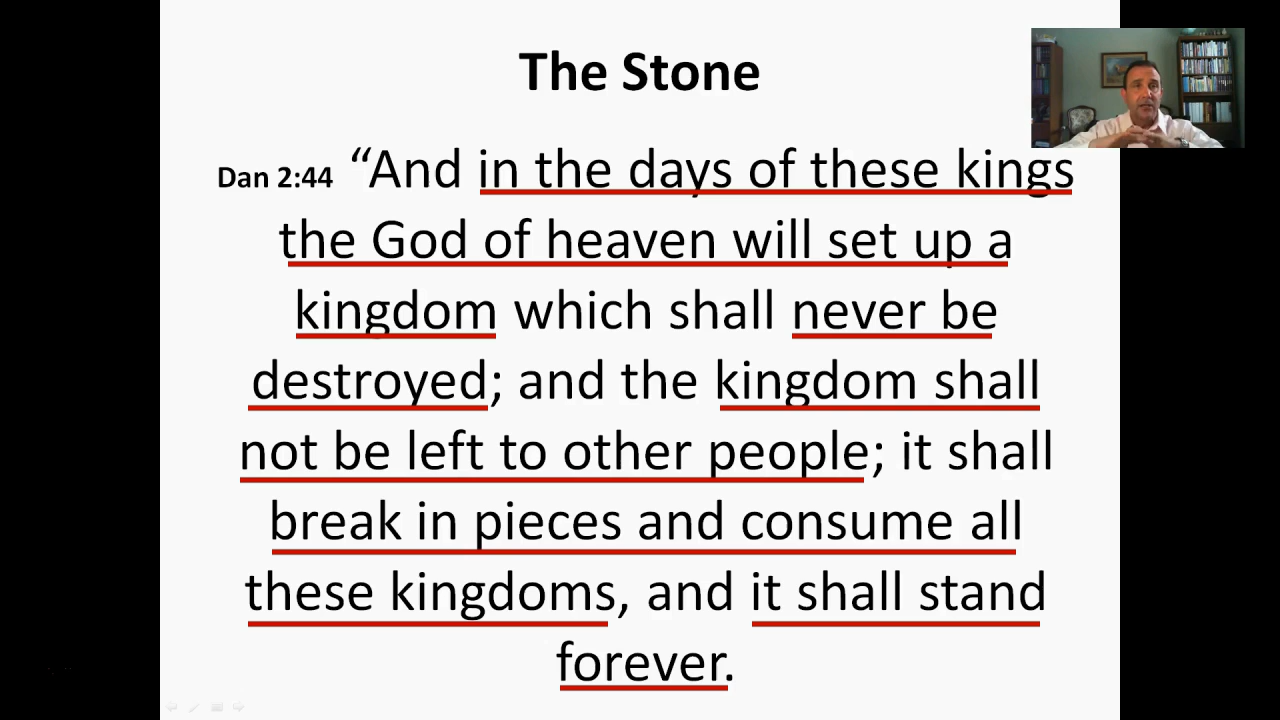 The Stone
Dan 2:44 “And in the days of these kings
the God of heaven will set up a
kingdom which shall never be
destroyed; and the kingdom shall
not be left to other people; it shall
break in pieces and consume all
these kingdoms, and it shall stand
forever.